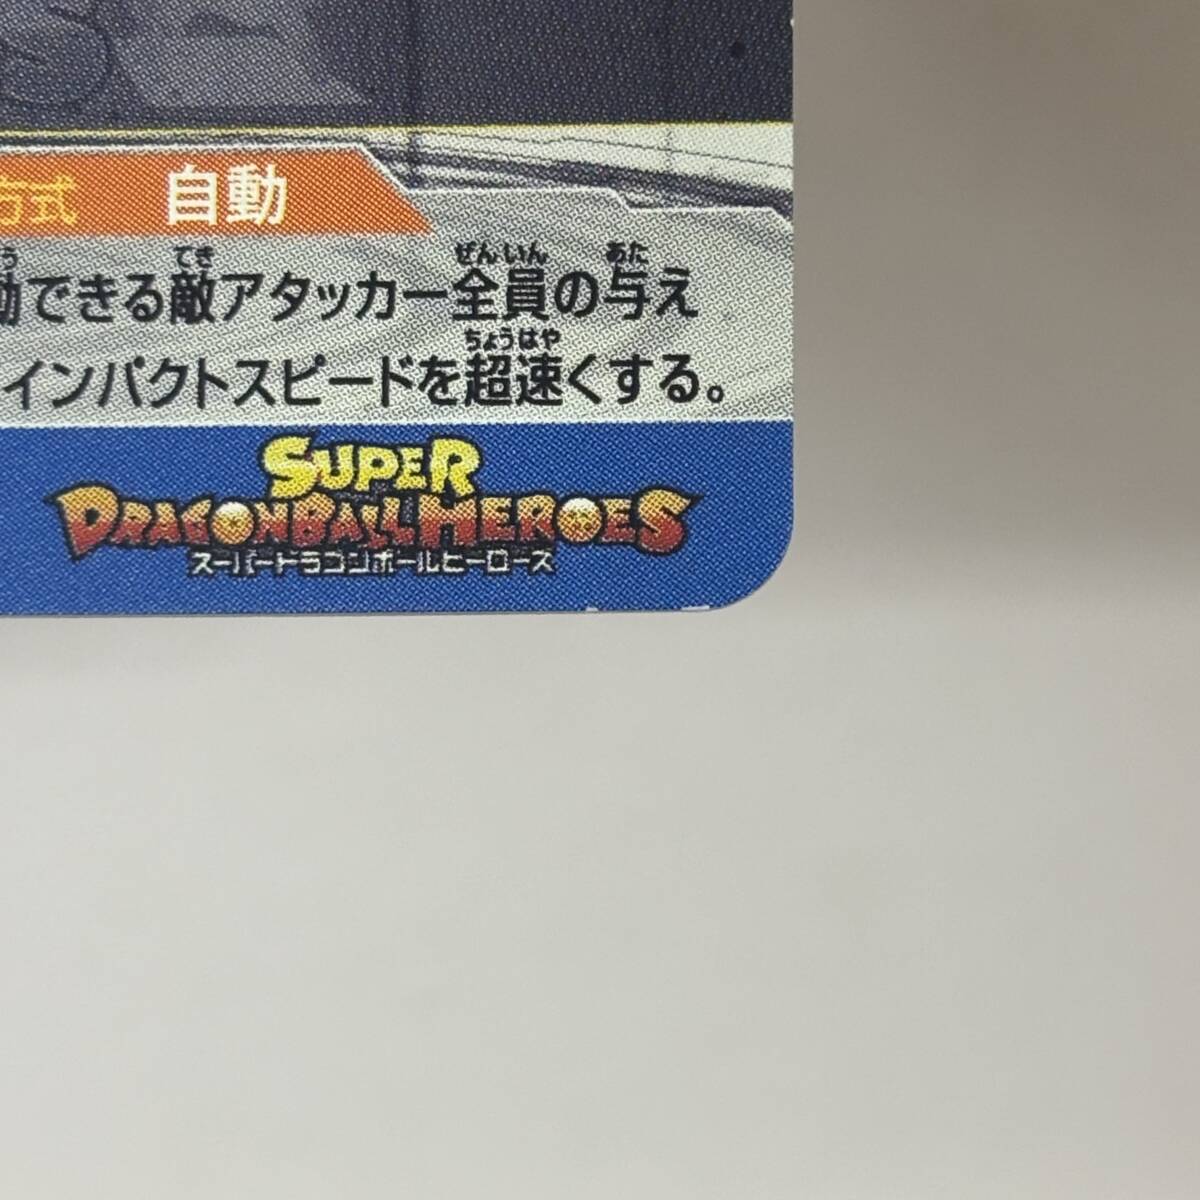 方式 自動
動できる敵アタッカー全員の与え
インパクトスピードを超速くする。
SUPER
DRAGONBALL HEROES
スーパードラゴンボールヒーローズ